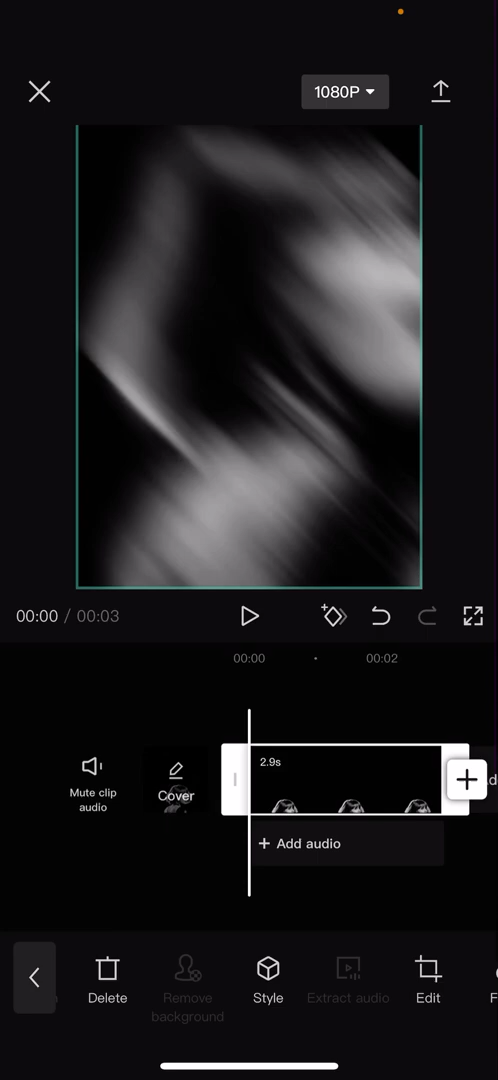 1080P
00:00 / 00:03
00:00
00:02
2.9s
Mute clip
audio
Cover
+ Add audio
Delete
Remove
background
Style
Extract audio
Edit